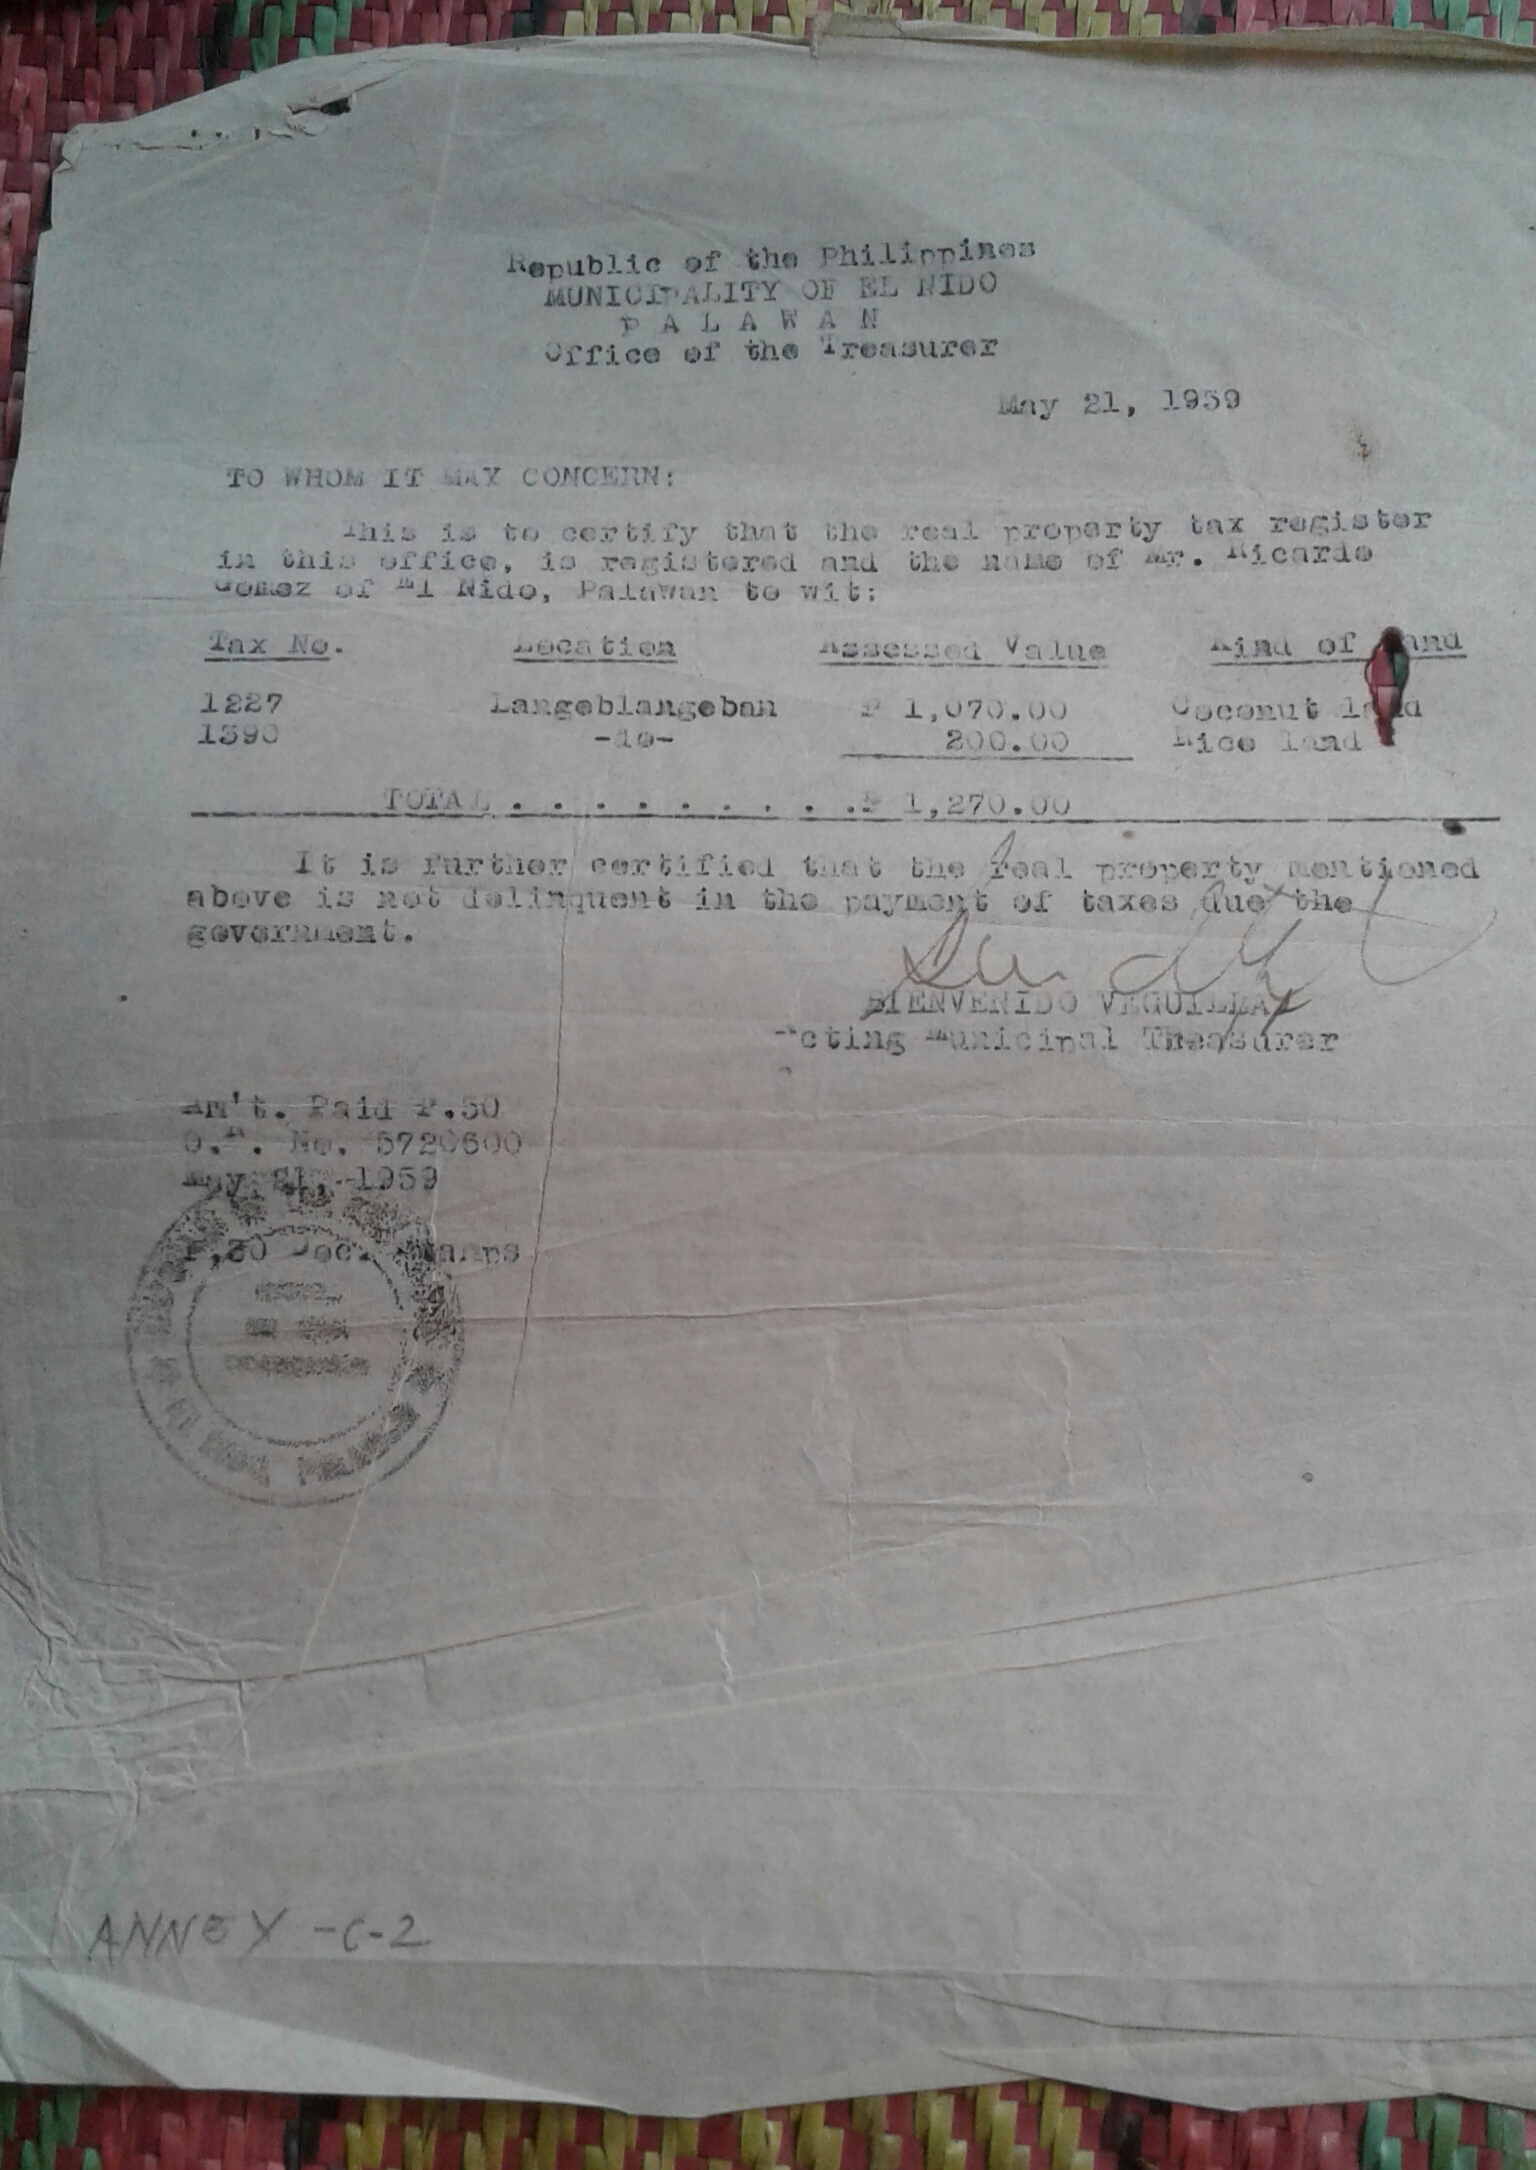 Republic of the Philippines
MUNICIPALITY OF EL NIDO
P A L A W A N
Office of the Treasurer
May 21, 1959
TO WHOM IT MAY CONCERN:
This is to certify that the real property tax register
in this office, is registered and the name of Mr. Ricardo
Gomez of El Nido, Palawan to wit:
Tax No. Location Assessed Value Kind of Land
1227 Langeblangeban ₱ 1,070.00 Coconut land
1390 -do- 200.00 Rice land
TOTAL . . . . . . . . . ₱ 1,270.00
It is further certified that the real property mentioned
above is not delinquent in the payment of taxes due the
government.
BIENVENIDO
Acting Municipal Treasurer
Am't. Paid ₱.50
O.R. No. 5720600
May 21, 1959
₱.30 Doc. Stamps
ANNEX -C-2